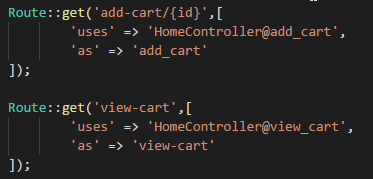 Route::get('add-cart/{id}',[
'uses' => 'HomeController@add_cart',
'as' => 'add_cart'
]);
Route::get('view-cart',[
'uses' => 'HomeController@view_cart',
'as' => 'view-cart'
]);